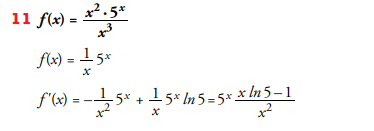 11 f(x) = x² · 5ˣ / x³
f(x) = 1/x 5ˣ
f'(x) = – 1/x² 5ˣ + 1/x 5ˣ ln 5 = 5ˣ x ln 5 – 1 / x²